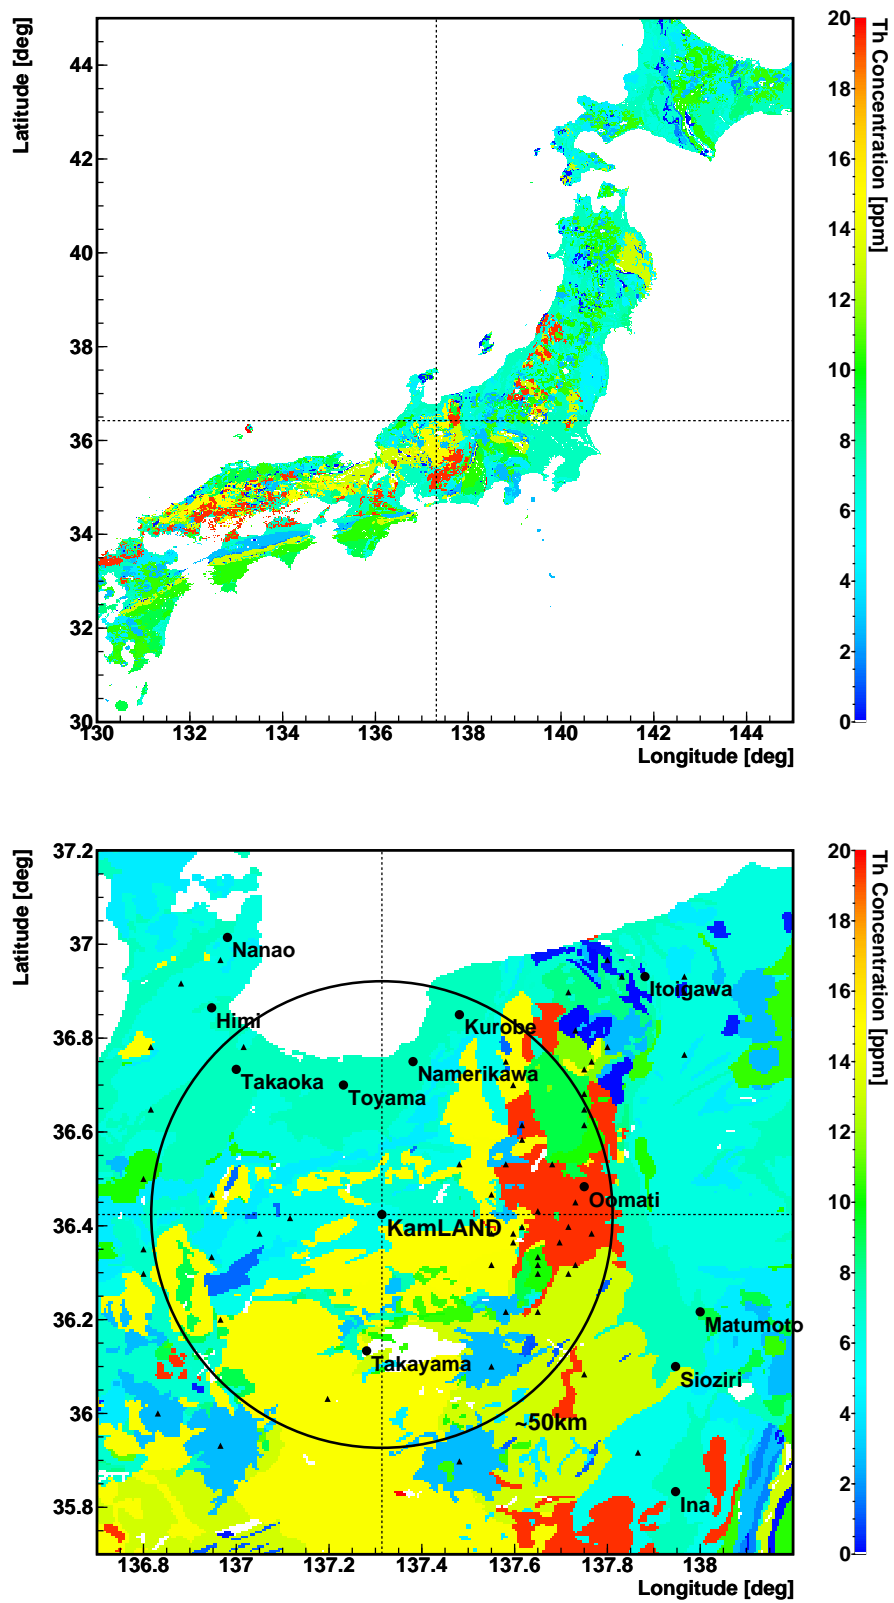 Latitude [deg]
44
42
40
38
36
34
32
30
130
132
134
136
138
140
142
144
Longitude [deg]
20
18
16
14
12
10
8
6
4
2
0
Th Concentration [ppm]
Latitude [deg]
37.2
37
36.8
36.6
36.4
36.2
36
35.8
Nanao
Itoigawa
Himi
Kurobe
Takaoka
Namerikawa
Toyama
Oomati
KamLAND
Matumoto
Takayama
Sioziri
~50km
Ina
136.8
137
137.2
137.4
137.6
137.8
138
Longitude [deg]
20
18
16
14
12
10
8
6
4
2
0
Th Concentration [ppm]